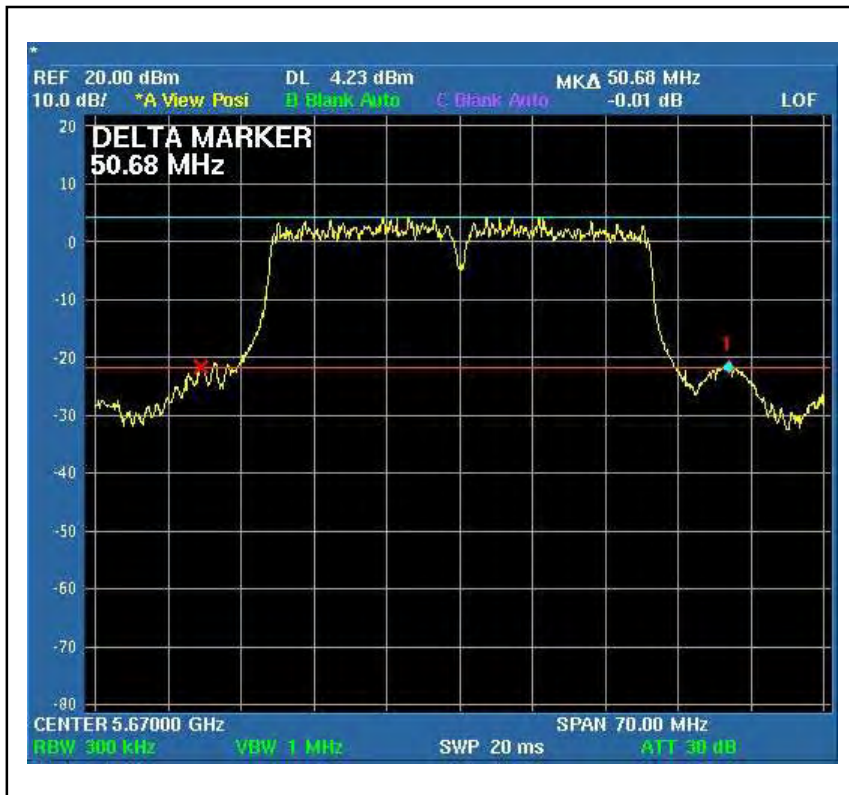 *
REF 20.00 dBm DL 4.23 dBm MKΔ 50.68 MHz
10.0 dB/ *A View Posi B Blank Auto C Blank Auto -0.01 dB LOF
DELTA MARKER
50.68 MHz
20
10
0
-10
1
-20
-30
-40
-50
-60
-70
-80
CENTER 5.67000 GHz SPAN 70.00 MHz
RBW 300 kHz VBW 1 MHz SWP 20 ms ATT 30 dB